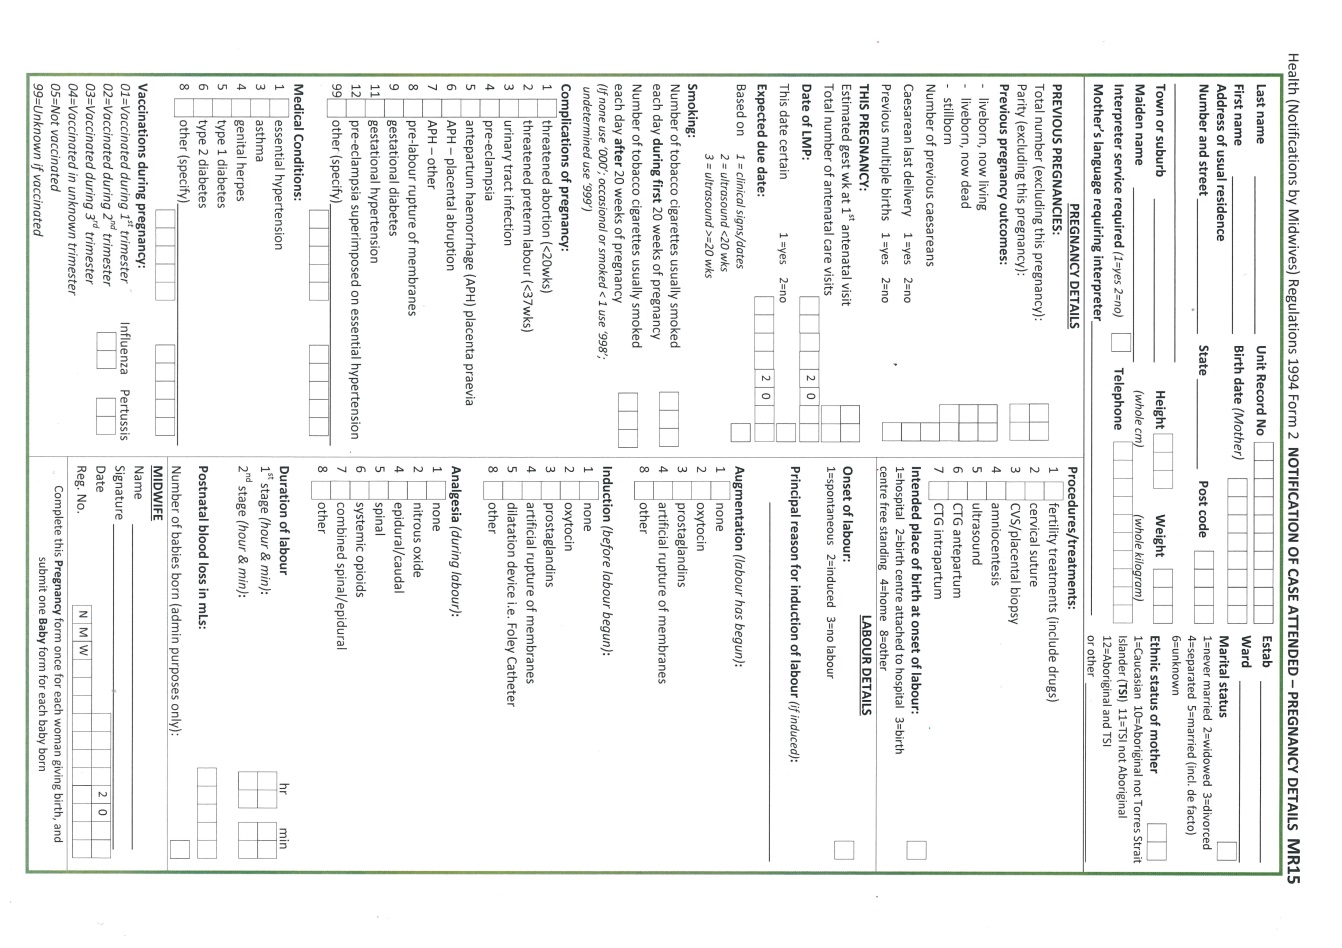 Health (Notifications by Midwives) Regulations 1994 Form 2 NOTIFICATION OF CASE ATTENDED – PREGNANCY DETAILS MR15
Last name
Unit Record No
Estab
First name
Birth date (Mother)
Ward
Address of usual residence
Number and street
State
Post code
Marital status
1=never married 2=widowed 3=divorced
4=separated 5=married (incl. de facto)
6=unknown
Town or suburb
Height
(whole cm)
Weight
(whole kilogram)
Ethnic status of mother
1=Caucasian 10=Aboriginal not Torres Strait
Islander (TSI) 11=TSI not Aboriginal
12=Aboriginal and TSI
or other
Maiden name
Interpreter service required (1=yes 2=no)
Telephone
Mother's language requiring interpreter
PREGNANCY DETAILS
PREVIOUS PREGNANCIES:
Total number (excluding this pregnancy):
Parity (excluding this pregnancy):
Previous pregnancy outcomes:
- liveborn, now living
- liveborn, now dead
- stillborn
Number of previous caesareans
Caesarean last delivery 1=yes 2=no
Previous multiple births 1=yes 2=no
THIS PREGNANCY:
Estimated gest wk at 1st antenatal visit
Total number of antenatal care visits
Date of LMP: 2 0
This date certain 1=yes 2=no
Expected due date: 2 0
Based on 1 = clinical signs/dates
2 = ultrasound <20 wks
3 = ultrasound >=20 wks
Smoking:
Number of tobacco cigarettes usually smoked
each day during first 20 weeks of pregnancy
Number of tobacco cigarettes usually smoked
each day after 20 weeks of pregnancy
(If none use '000'; occasional or smoked < 1 use '998';
undetermined use '999')
Complications of pregnancy:
1 threatened abortion (<20wks)
2 threatened preterm labour (<37wks)
3 urinary tract infection
4 pre-eclampsia
5 antepartum haemorrhage (APH) placenta praevia
6 APH – placental abruption
7 APH – other
8 pre-labour rupture of membranes
9 gestational diabetes
11 gestational hypertension
12 pre-eclampsia superimposed on essential hypertension
99 other (specify)
Medical Conditions:
1 essential hypertension
3 asthma
4 genital herpes
5 type 1 diabetes
6 type 2 diabetes
8 other (specify)
Vaccinations during pregnancy:
01=Vaccinated during 1st trimester
02=Vaccinated during 2nd trimester
03=Vaccinated during 3rd trimester
04=Vaccinated in unknown trimester
05=Not vaccinated
99=Unknown if vaccinated
Influenza Pertussis
Procedures/treatments:
1 fertility treatments (include drugs)
2 cervical suture
3 CVS/placental biopsy
4 amniocentesis
5 ultrasound
6 CTG antepartum
7 CTG intrapartum
Intended place of birth at onset of labour:
1=hospital 2=birth centre attached to hospital 3=birth
centre free standing 4=home 8=other
LABOUR DETAILS
Onset of labour:
1=spontaneous 2=induced 3=no labour
Principal reason for induction of labour (if induced):
Augmentation (labour has begun):
1 none
2 oxytocin
3 prostaglandins
4 artificial rupture of membranes
8 other
Induction (before labour begun):
1 none
2 oxytocin
3 prostaglandins
4 artificial rupture of membranes
5 dilatation device i.e. Foley Catheter
8 other
Analgesia (during labour):
1 none
2 nitrous oxide
4 epidural/caudal
5 spinal
6 systemic opioids
7 combined spinal/epidural
8 other
Duration of labour hr min
1st stage (hour & min):
2nd stage (hour & min):
Postnatal blood loss in mLs:
Number of babies born (admin purposes only):
MIDWIFE
Name
Signature
Date 2 0
Reg. No. N M W
Complete this Pregnancy form once for each woman giving birth, and
submit one Baby form for each baby born